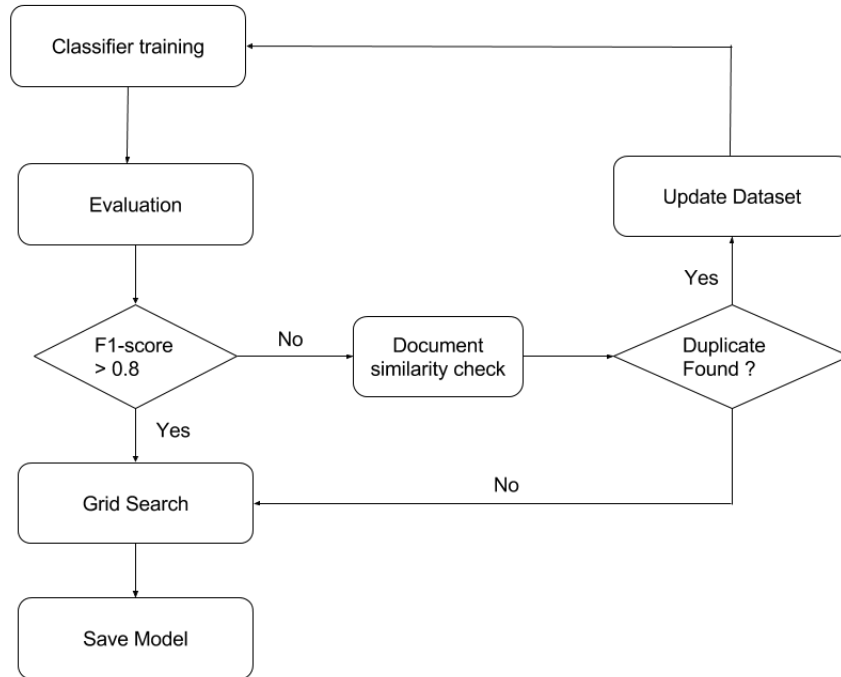 Classifier training
Evaluation
Update Dataset
Yes
F1-score
> 0.8
No
Document
similarity check
Duplicate
Found ?
Yes
No
Grid Search
Save Model